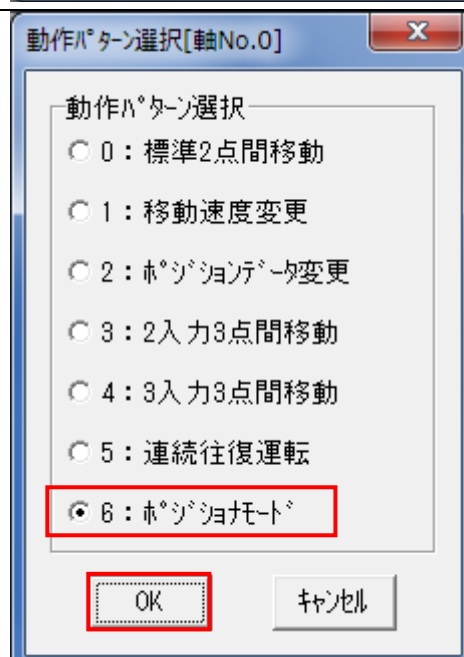 動作ﾊﾟﾀｰﾝ選択[軸No.0]
動作ﾊﾟﾀｰﾝ選択
0：標準2点間移動
1：移動速度変更
2：ﾎﾟｼﾞｼｮﾝﾃﾞｰﾀ変更
3：2入力3点間移動
4：3入力3点間移動
5：連続往復運転
6：ﾎﾟｼﾞｼｮﾅﾓｰﾄﾞ
OK
ｷｬﾝｾﾙ